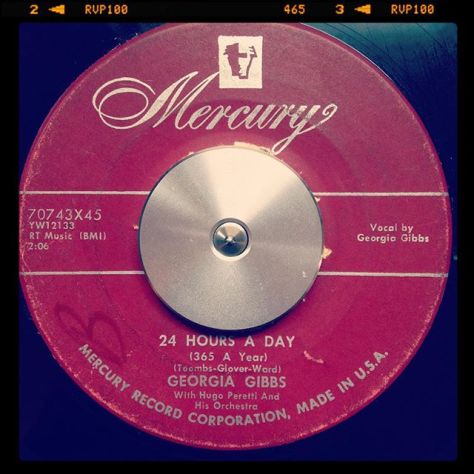 2 RVP100 465 3 RVP100
Mercury
70743X45
YW12133
RT Music (BMI)
2:06
Vocal by
Georgia Gibbs
24 HOURS A DAY
(365 A Year)
(Toombs-Glover-Ward)
GEORGIA GIBBS
With Hugo Peretti And
His Orchestra
MERCURY RECORD CORPORATION, MADE IN U.S.A.
B